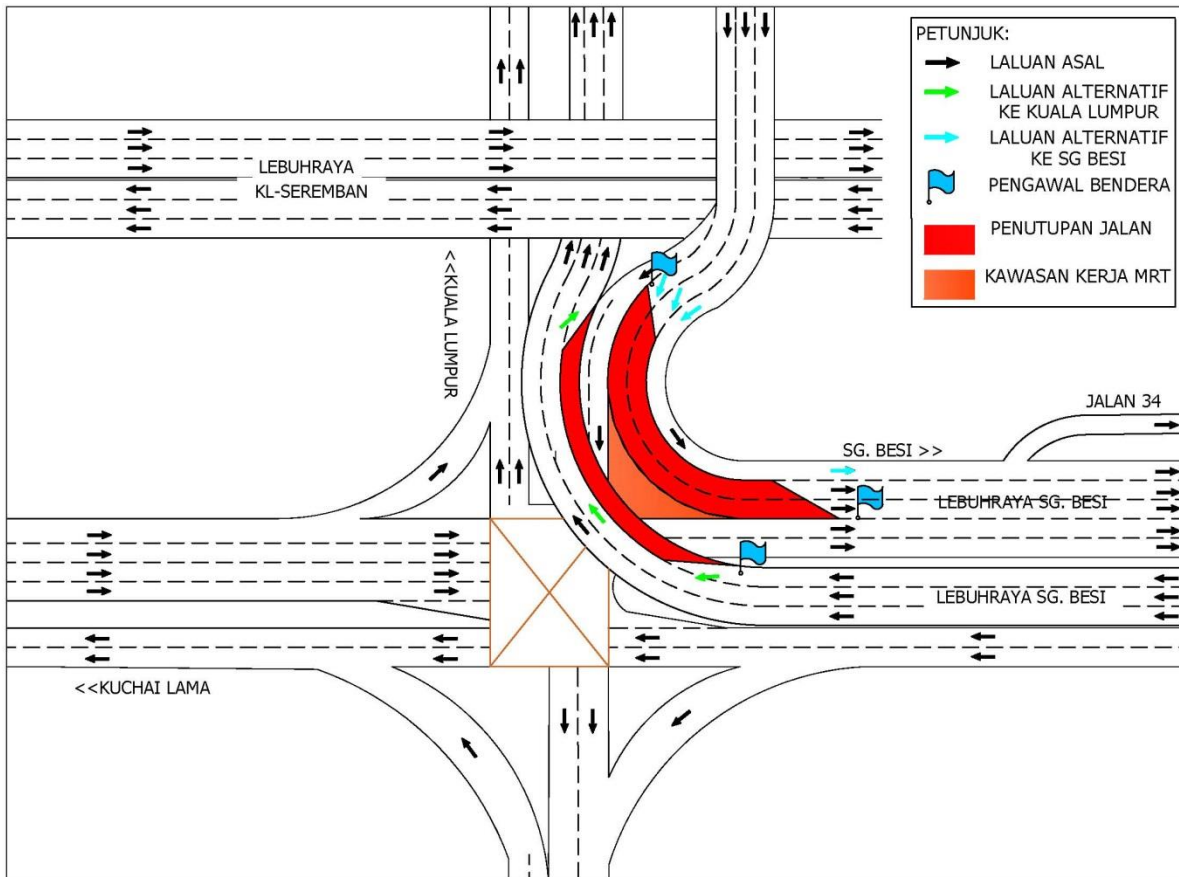 PETUNJUK:
LALUAN ASAL
LALUAN ALTERNATIF
KE KUALA LUMPUR
LALUAN ALTERNATIF
KE SG BESI
PENGAWAL BENDERA
PENUTUPAN JALAN
KAWASAN KERJA MRT
LEBUHRAYA
KL-SEREMBAN
<<KUALA LUMPUR
JALAN 34
SG. BESI >>
LEBUHRAYA SG. BESI
LEBUHRAYA SG. BESI
<<KUCHAI LAMA